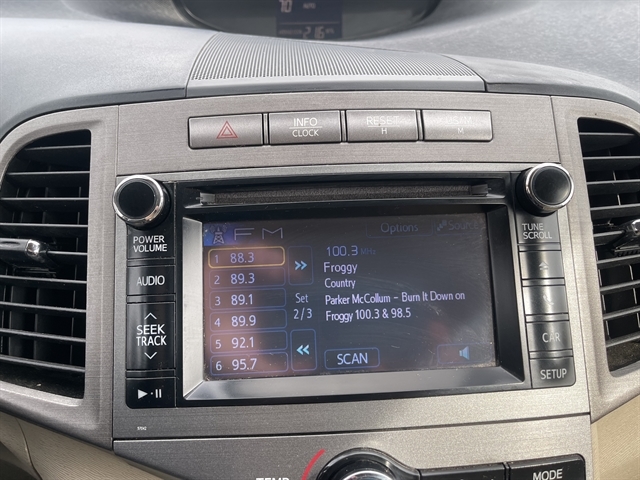 INFO
CLOCK
RESET
H
M
POWER
VOLUME
AUDIO
SEEK
TRACK
TUNE
SCROLL
CAR
SETUP
FM
Options
1 88.3
2 89.3
3 89.1
4 89.9
5 92.1
6 95.7
Set
2/3
100.3 MHz
Froggy
Country
Parker McCollum - Burn It Down on
Froggy 100.3 & 98.5
SCAN
TEMP
MODE